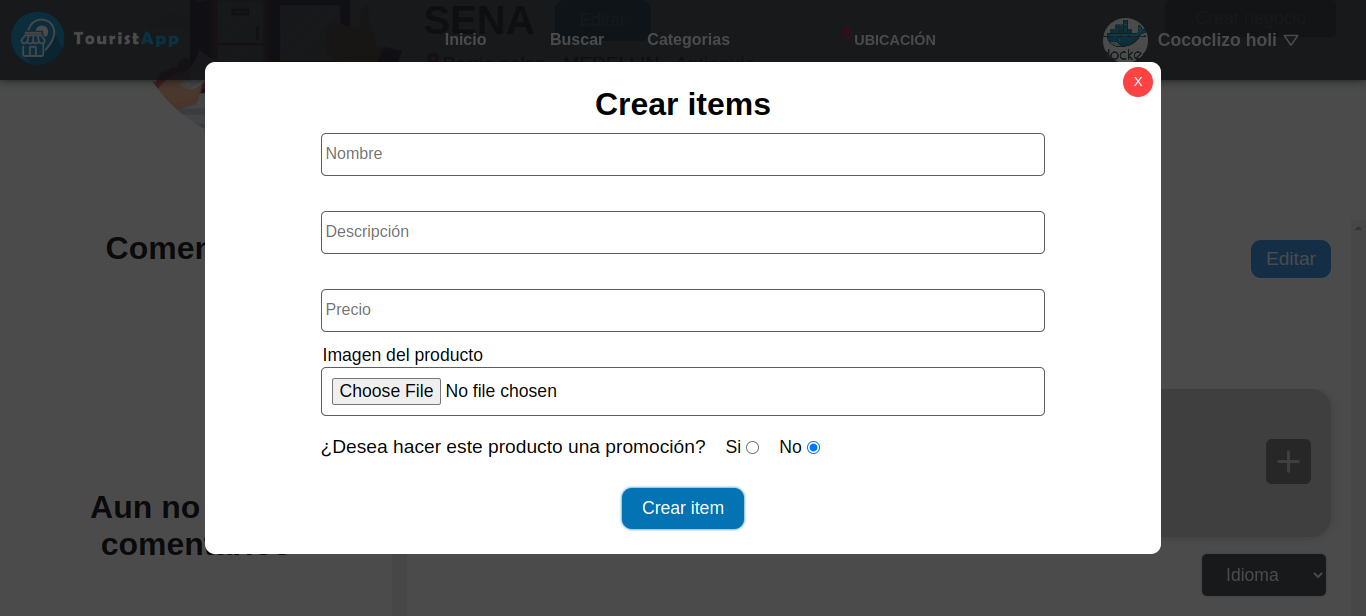 SENA
Editar
Crear negocio
TouristApp
Inicio
Buscar
Categorias
UBICACIÓN
Cococlizo holi
X
Crear items
Nombre
Descripción
Precio
Imagen del producto
Choose File No file chosen
¿Desea hacer este producto una promoción? Si No
Crear item
Editar
Aun no
Idioma